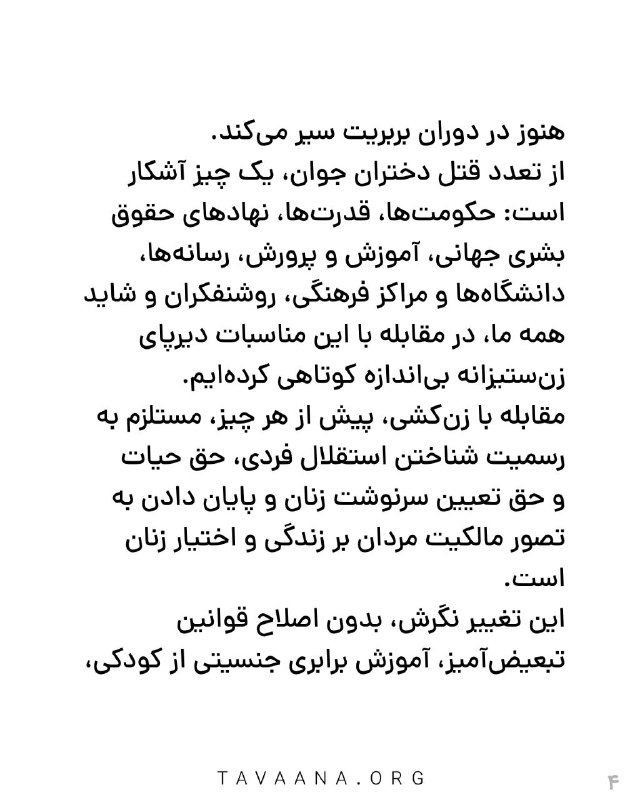 هنوز در دوران بربریت سیر می‌کند.
از تعدد قتل دختران جوان، یک چیز آشکار
است: حکومت‌ها، قدرت‌ها، نهادهای حقوق
بشری جهانی، آموزش و پرورش، رسانه‌ها،
دانشگاه‌ها و مراکز فرهنگی، روشنفکران و شاید
همه ما، در مقابله با این مناسبات دیرپای
زن‌ستیزانه بی‌اندازه کوتاهی کرده‌ایم.
مقابله با زن‌کشی، پیش از هر چیز، مستلزم به
رسمیت شناختن استقلال فردی، حق حیات
و حق تعیین سرنوشت زنان و پایان دادن به
تصور مالکیت مردان بر زندگی و اختیار زنان
است.
این تغییر نگرش، بدون اصلاح قوانین
تبعیض‌آمیز، آموزش برابری جنسیتی از کودکی،
TAVAANA.ORG
۴